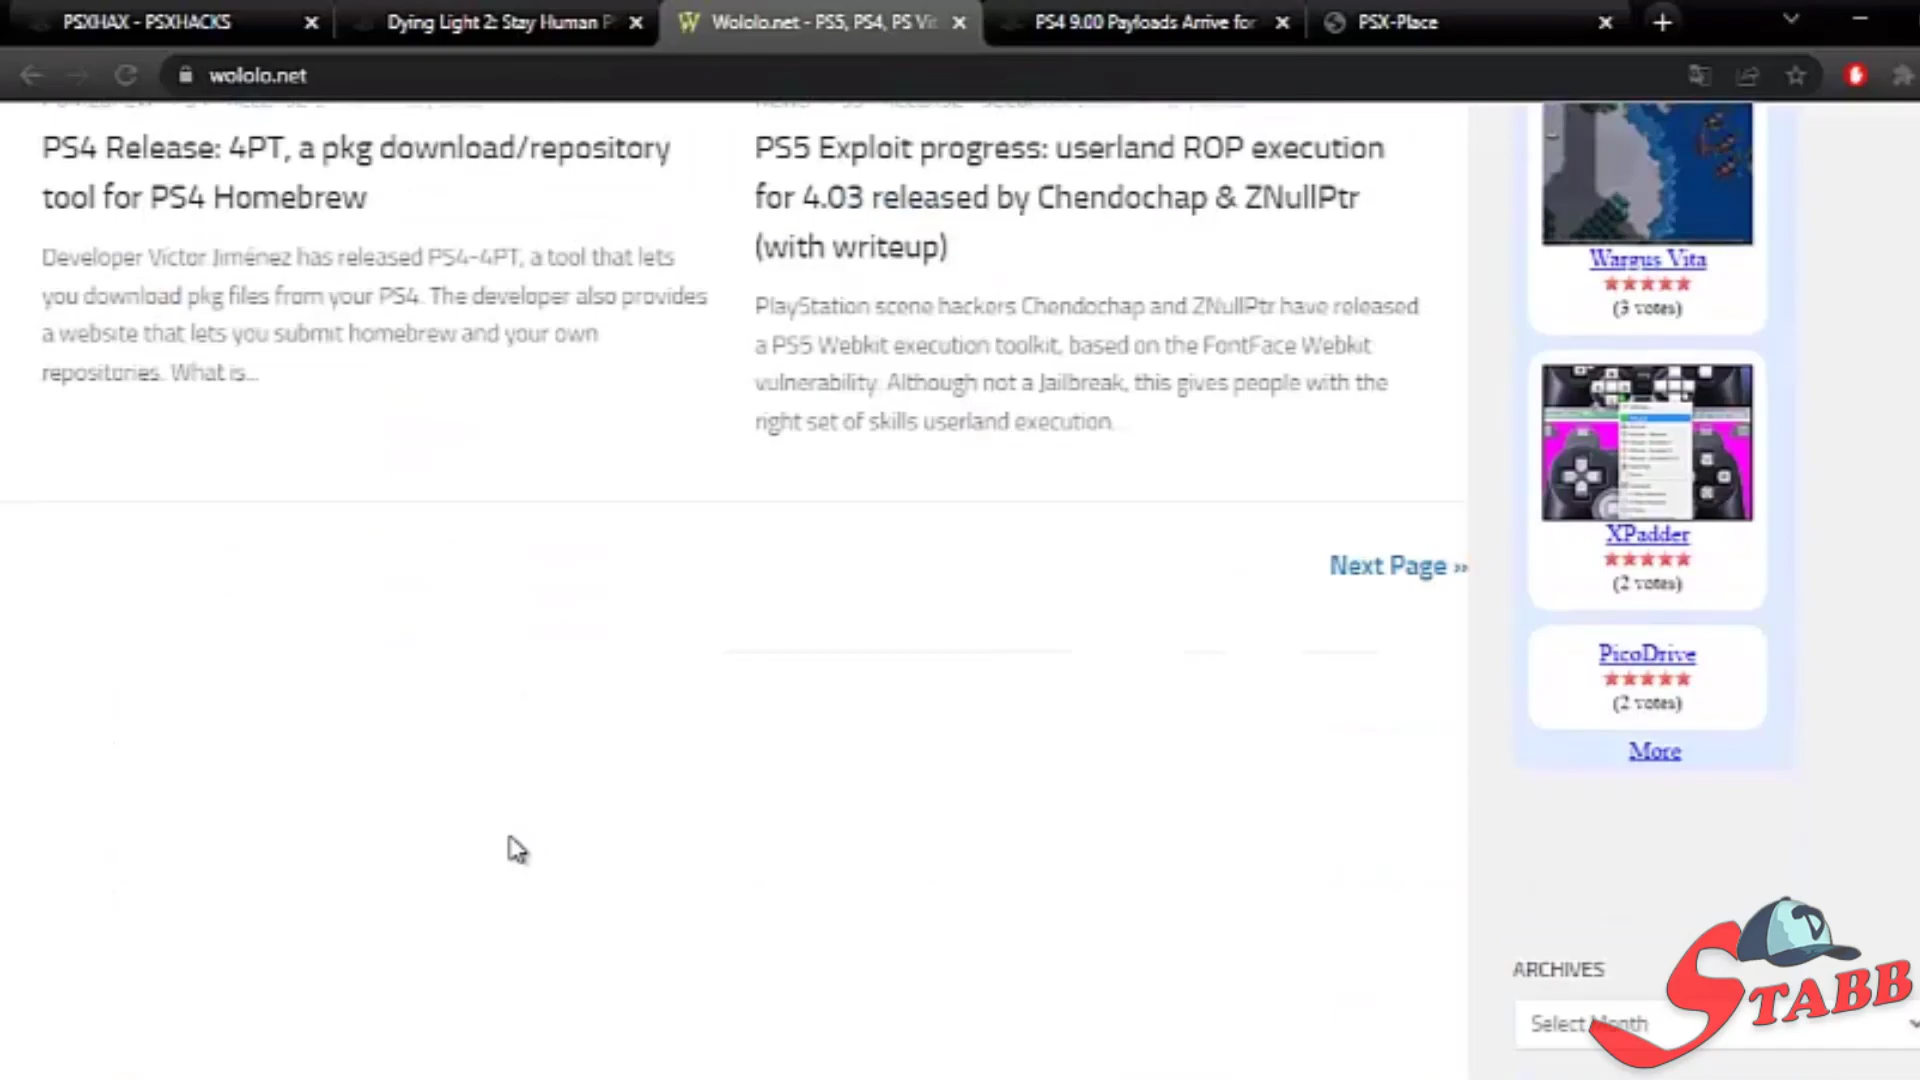 PSXHAX - PSXHACKS
Dying Light 2: Stay Human P
Wololo.net - PS5, PS4, PS Vit
PS4 9.00 Payloads Arrive for
PSX-Place
wololo.net
PS4 Release: 4PT, a pkg download/repository
tool for PS4 Homebrew
Developer Víctor Jiménez has released PS4-4PT, a tool that lets
you download pkg files from your PS4. The developer also provides
a website that lets you submit homebrew and your own
repositories. What is...
PS5 Exploit progress: userland ROP execution
for 4.03 released by Chendochap & ZNullPtr
(with writeup)
PlayStation scene hackers Chendochap and ZNullPtr have released
a PS5 Webkit execution toolkit, based on the FontFace Webkit
vulnerability. Although not a Jailbreak, this gives people with the
right set of skills userland execution...
Next Page »
Wargus Vita
(3 votes)
XPadder
(2 votes)
PicoDrive
(2 votes)
More
ARCHIVES
Select Month
D
STABB